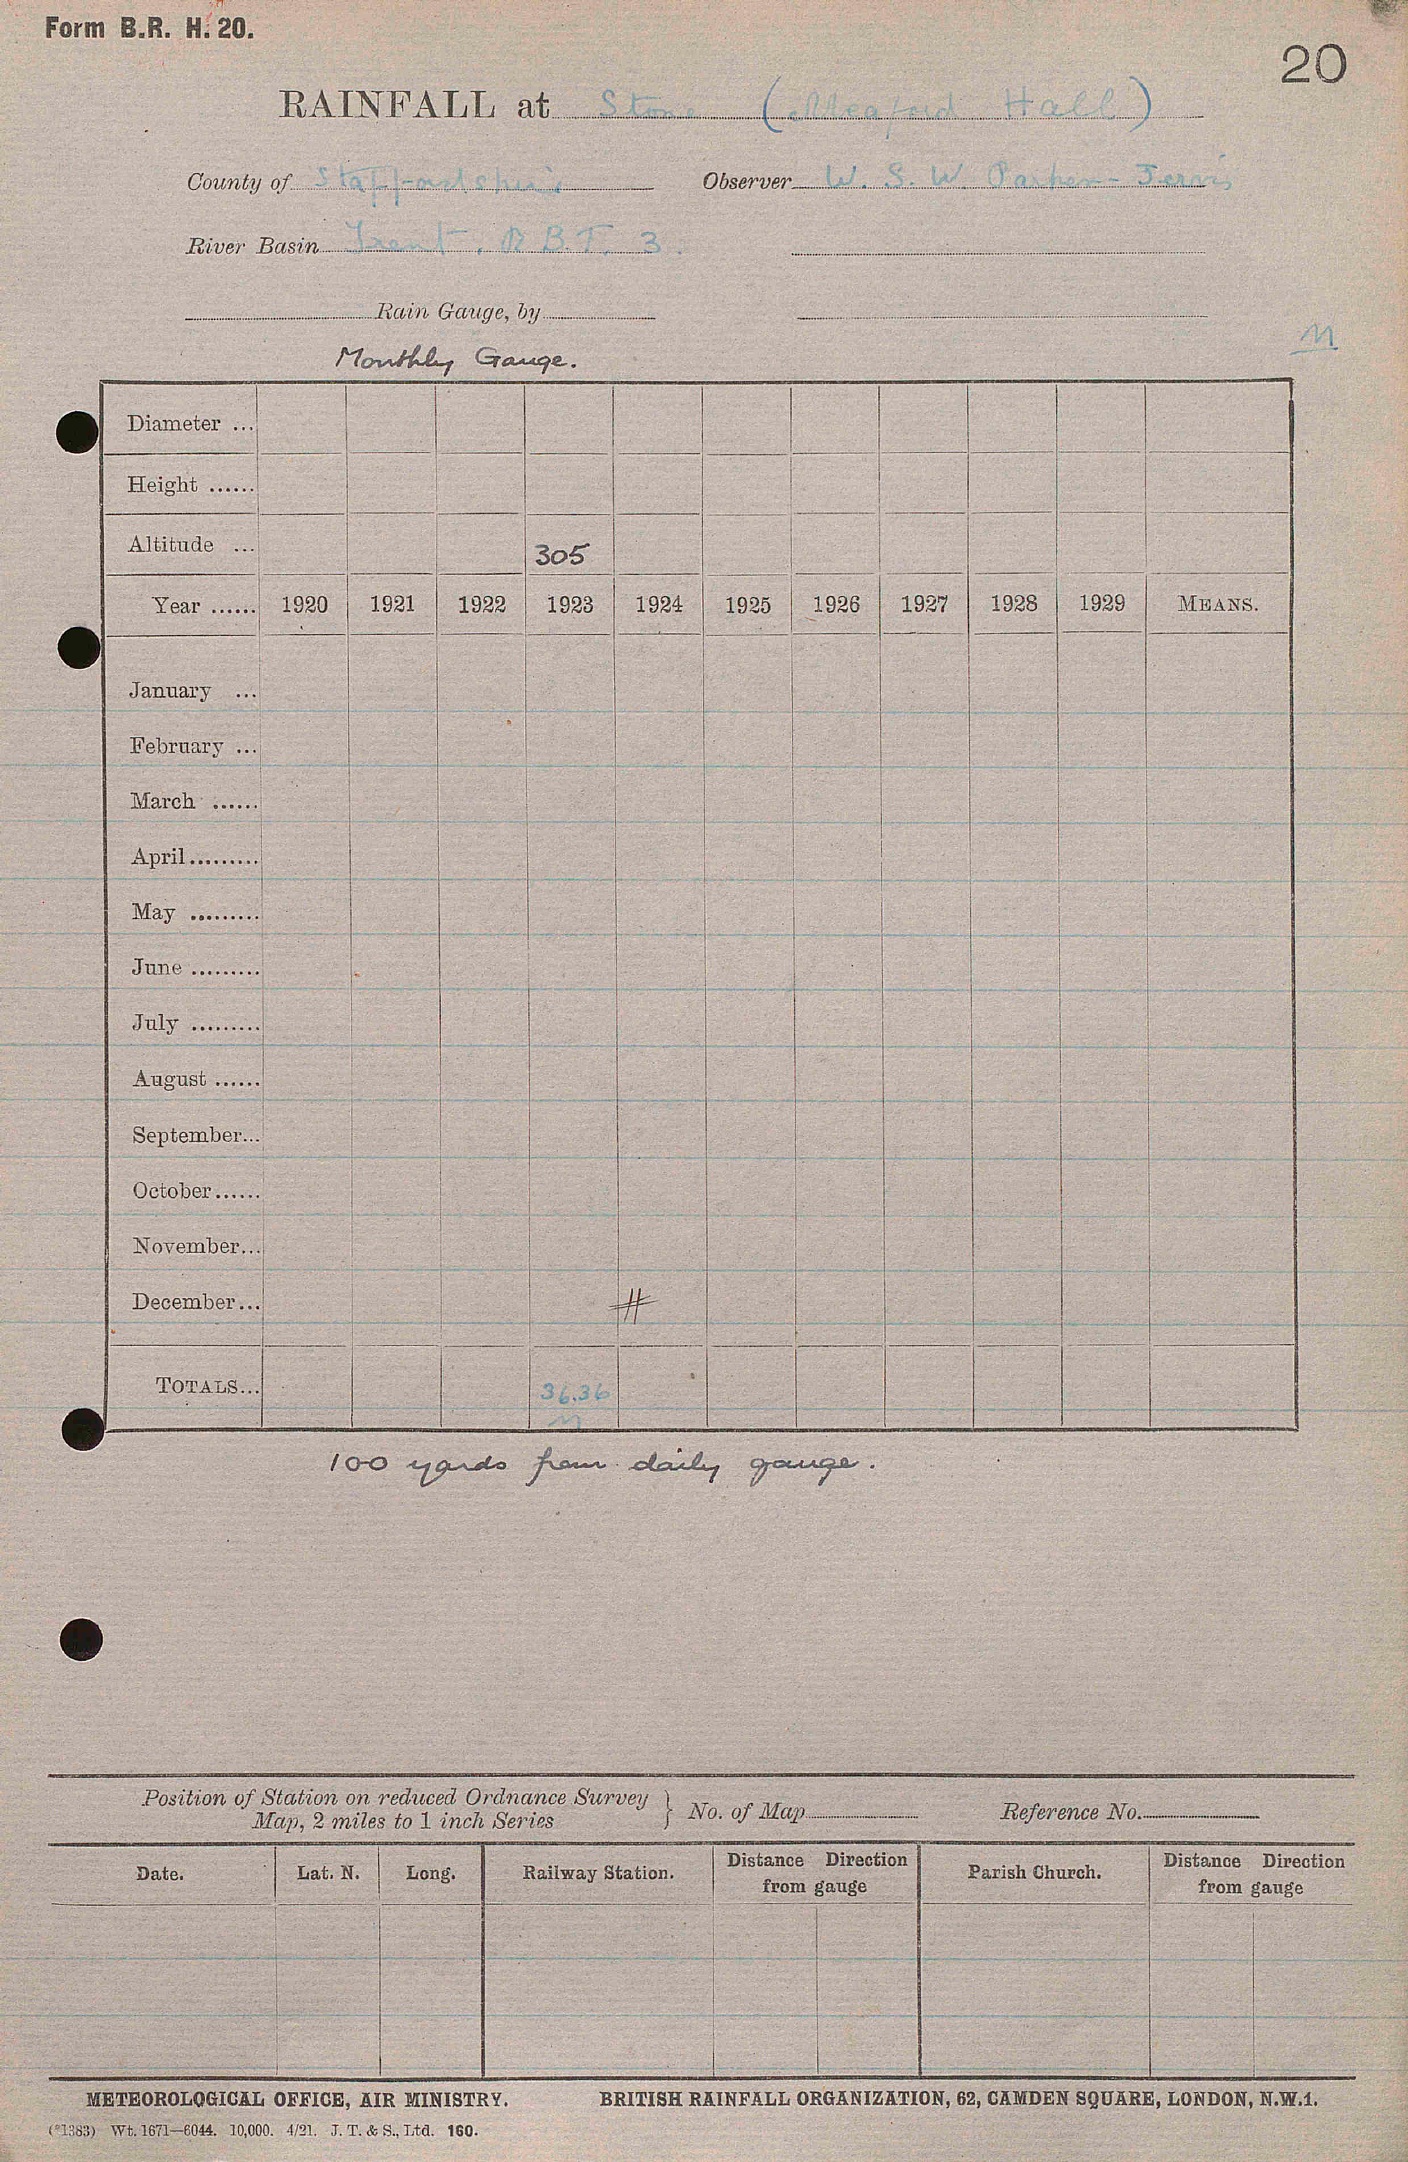 Form B.R. H. 20.
20
RAINFALL at Stone (Meaford Hall)
County of Staffordshire Observer W. S. W. Parker-Jervis
River Basin Trent. R B T. 3.
Rain Gauge, by
M
Monthly Gauge.
Diameter ...
Height ......
Altitude ... 305
Year ...... 1920 1921 1922 1923 1924 1925 1926 1927 1928 1929 MEANS.
January ...
February ...
March ......
April.........
May .........
June .........
July .........
August ......
September...
October......
November...
December... #
TOTALS... 36.36
M
100 yards from daily gauge.
Position of Station on reduced Ordnance Survey
Map, 2 miles to 1 inch Series } No. of Map Reference No.
Date. Lat. N. Long. Railway Station. Distance Direction from gauge Parish Church. Distance Direction from gauge
METEOROLOGICAL OFFICE, AIR MINISTRY. BRITISH RAINFALL ORGANIZATION, 62, CAMDEN SQUARE, LONDON, N.W.1.
(*1383) Wt. 1671—6044. 10,000. 4/21. J. T. & S., Ltd. 160.